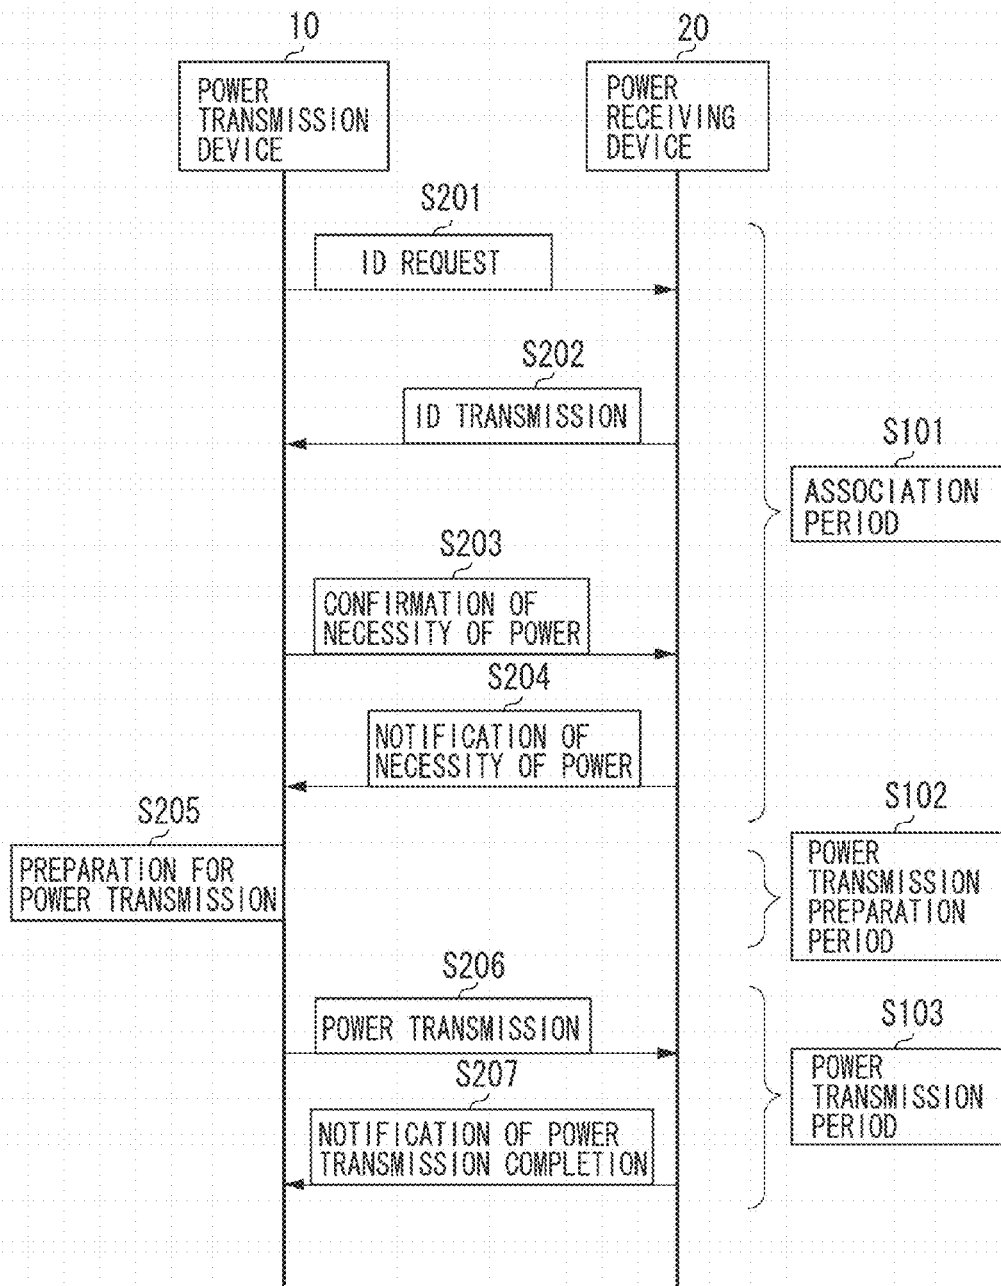 10
20
POWER
TRANSMISSION
DEVICE
POWER
RECEIVING
DEVICE
S201
ID REQUEST
S202
ID TRANSMISSION
S101
ASSOCIATION
PERIOD
S203
CONFIRMATION OF
NECESSITY OF POWER
S204
NOTIFICATION OF
NECESSITY OF POWER
S205
PREPARATION FOR
POWER TRANSMISSION
S102
POWER
TRANSMISSION
PREPARATION
PERIOD
S206
POWER TRANSMISSION
S103
POWER
TRANSMISSION
PERIOD
S207
NOTIFICATION OF POWER
TRANSMISSION COMPLETION